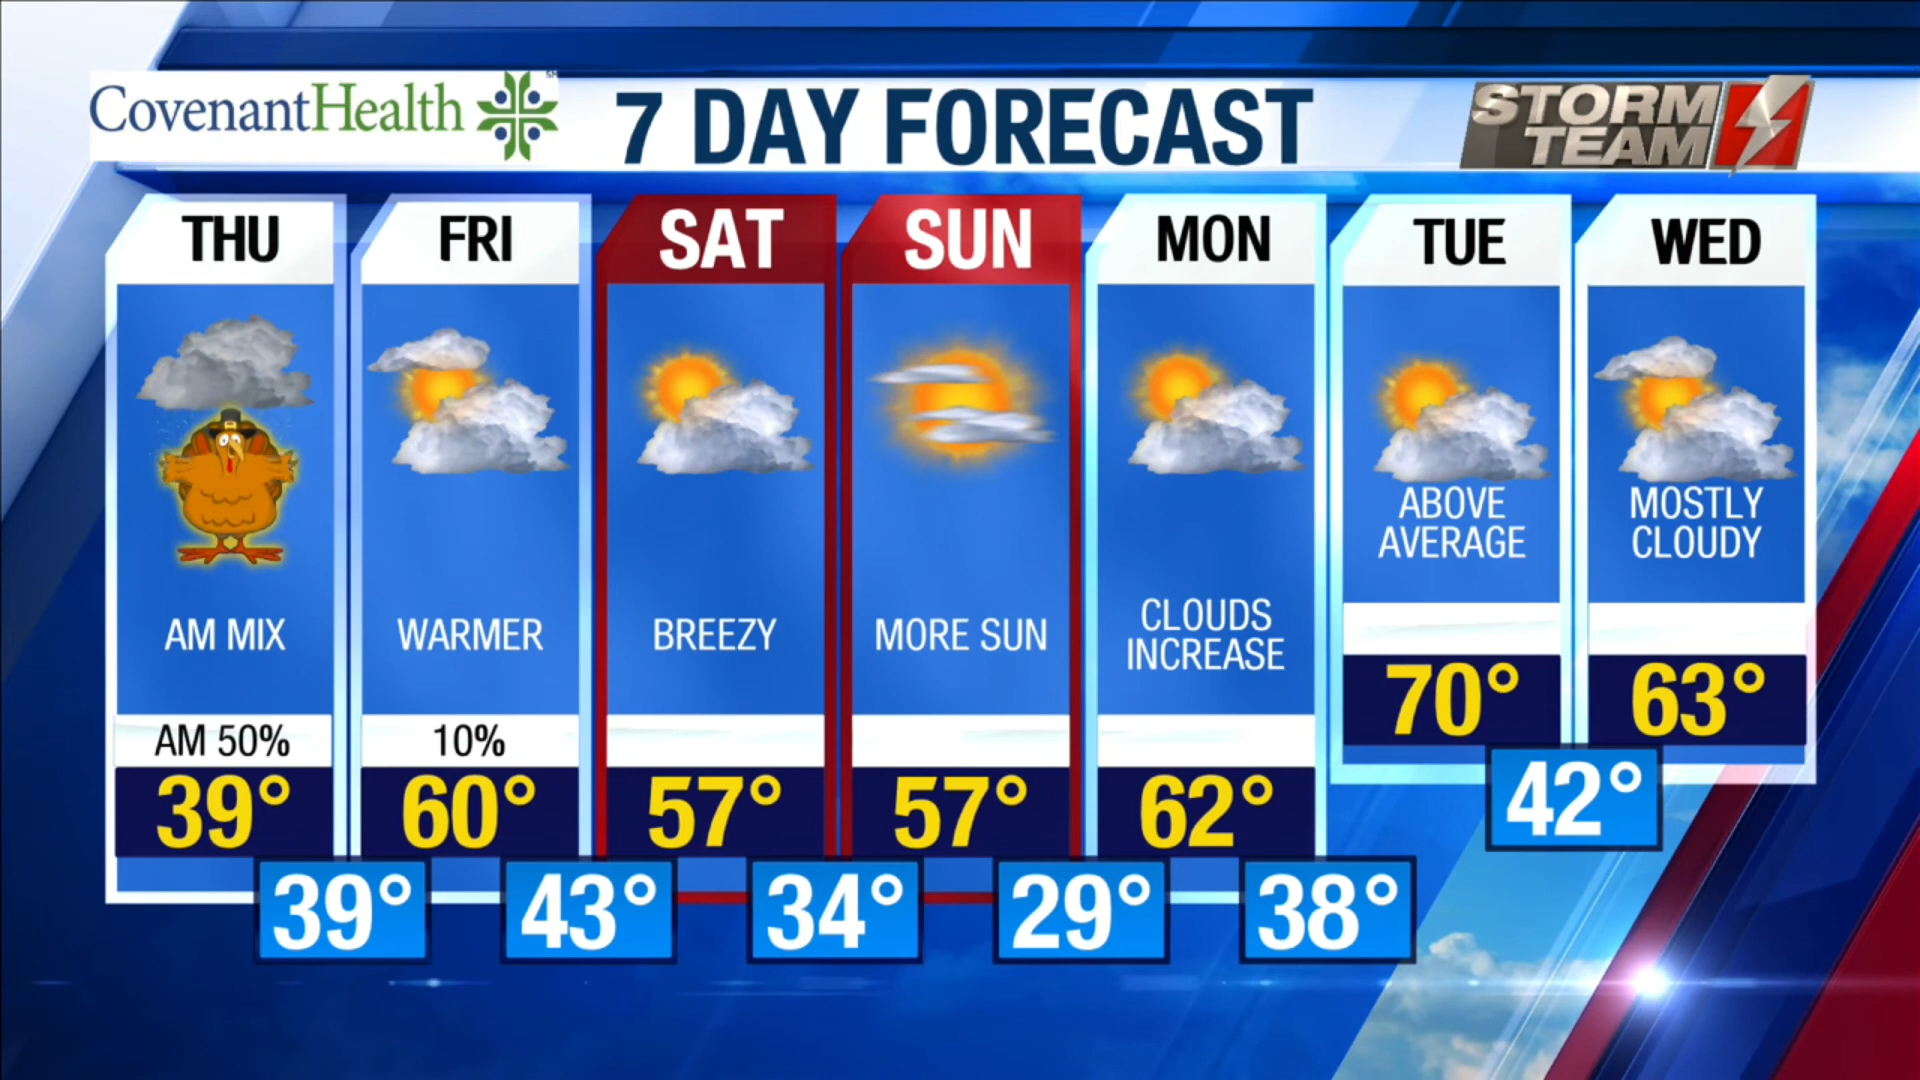 CovenantHealth SM
7 DAY FORECAST
STORM
TEAM
THU
FRI
SAT
SUN
MON
TUE
WED
AM MIX
WARMER
BREEZY
MORE SUN
CLOUDS
INCREASE
ABOVE
AVERAGE
MOSTLY
CLOUDY
AM 50%
10%
39°
60°
57°
57°
62°
70°
63°
39°
43°
34°
29°
38°
42°